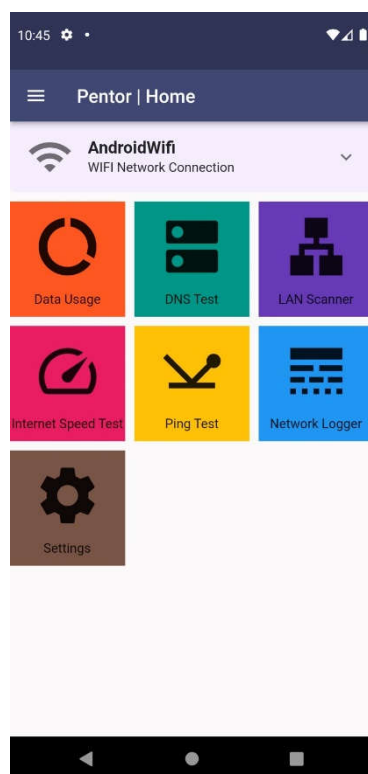 10:45
Pentor | Home
AndroidWifi
WIFI Network Connection
Data Usage
DNS Test
LAN Scanner
Internet Speed Test
Ping Test
Network Logger
Settings